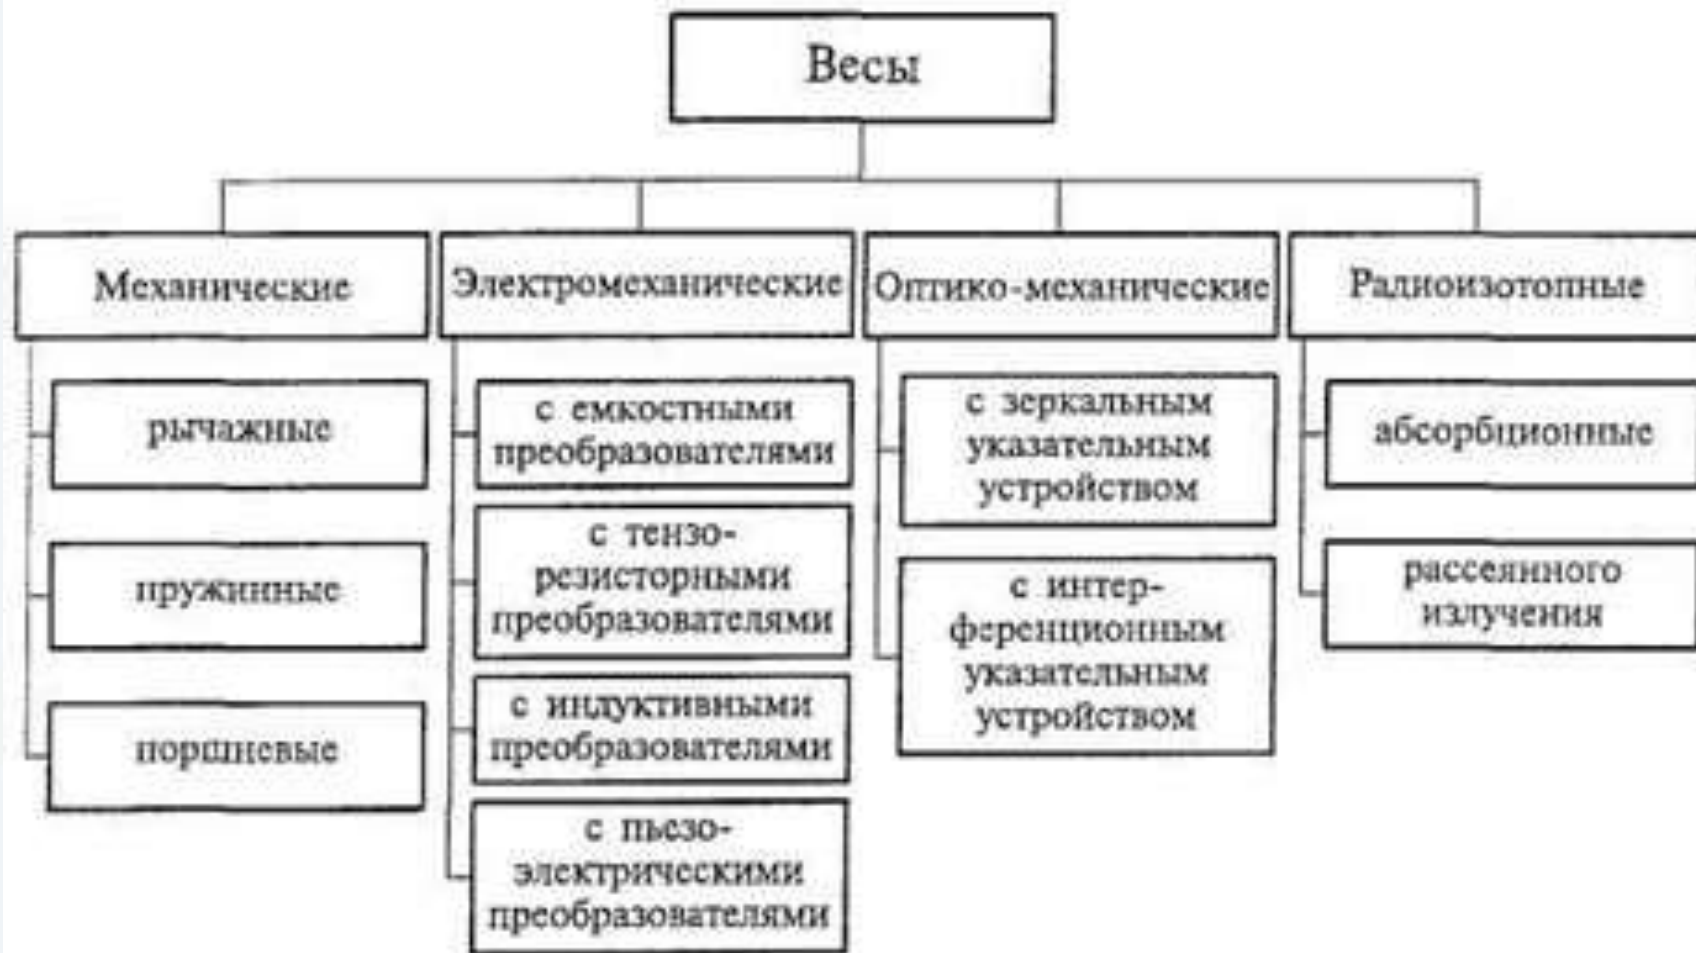 Весы
Механические
рычажные
пружинные
поршневые
Электромеханические
с емкостными
преобразователями
с тензо-
резисторными
преобразователями
с индуктивными
преобразователями
с пьезо-
электрическими
преобразователями
Оптико-механические
с зеркальным
указательным
устройством
с интер-
ференционным
указательным
устройством
Радиоизотопные
абсорбционные
рассеянного
излучения